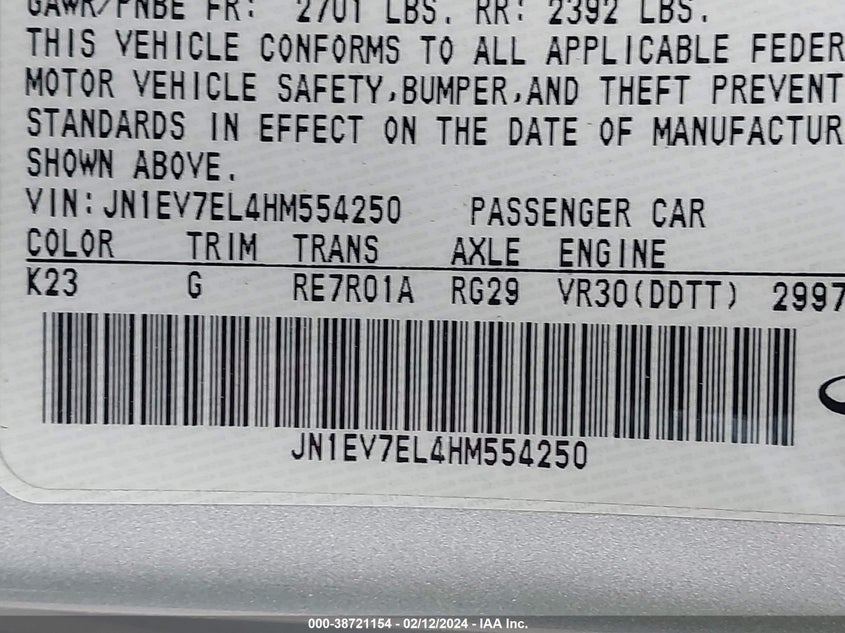 GAWR/PNBE FR: 2701 LBS. RR: 2392 LBS.
THIS VEHICLE CONFORMS TO ALL APPLICABLE FEDER
MOTOR VEHICLE SAFETY,BUMPER,AND THEFT PREVENT
STANDARDS IN EFFECT ON THE DATE OF MANUFACTUR
SHOWN ABOVE.
VIN:JN1EV7EL4HM554250 PASSENGER CAR
COLOR TRIM TRANS AXLE ENGINE
K23 G RE7R01A RG29 VR30(DDTT) 2997
JN1EV7EL4HM554250
000-38721154 - 02/12/2024 - IAA Inc.